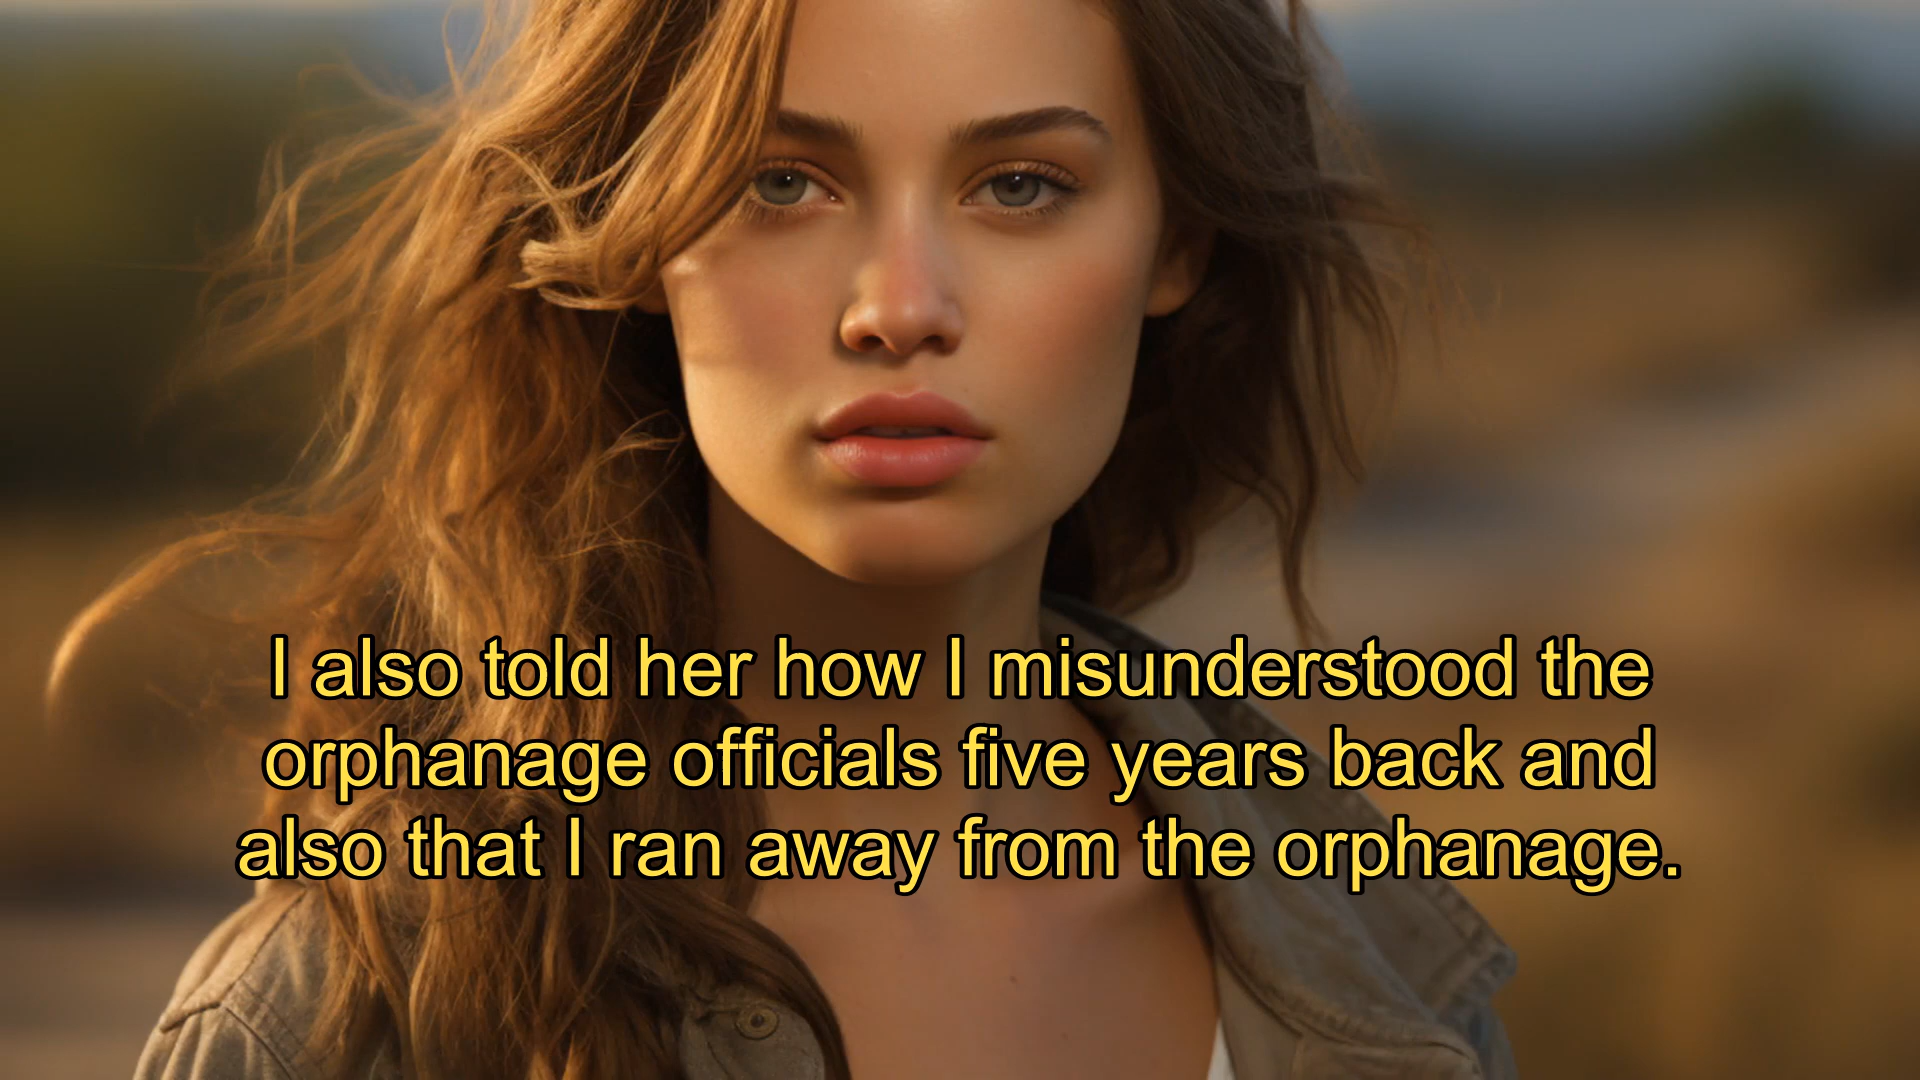 I also told her how I misunderstood the
orphanage officials five years back and
also that I ran away from the orphanage.